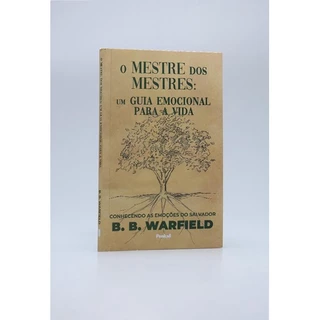 O MESTRE DOS
MESTRES:
UM GUIA EMOCIONAL
PARA A VIDA
CONHECENDO AS EMOÇÕES DO SALVADOR
B. B. WARFIELD